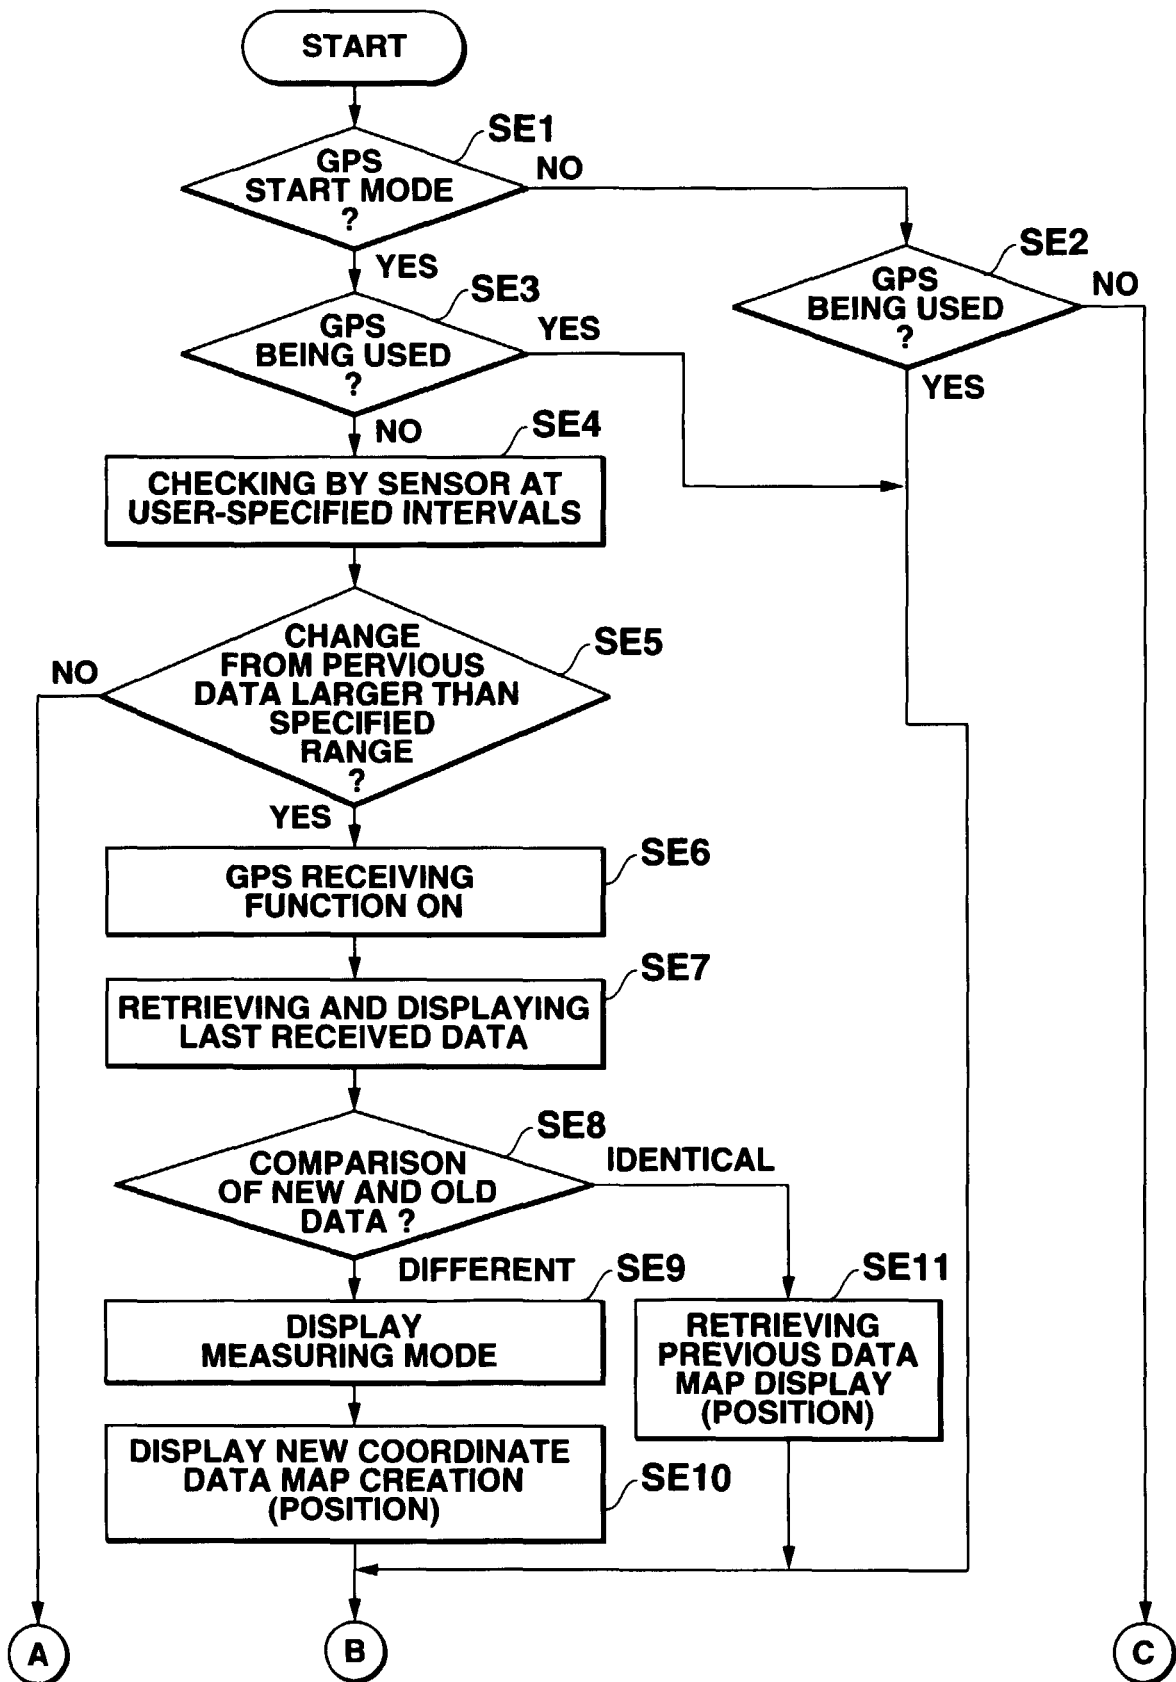 START
SE1
GPS
START MODE
?
NO
YES
SE2
GPS
BEING USED
?
NO
YES
SE3
GPS
BEING USED
?
YES
NO
SE4
CHECKING BY SENSOR AT
USER-SPECIFIED INTERVALS
SE5
CHANGE
FROM PERVIOUS
DATA LARGER THAN
SPECIFIED
RANGE
?
NO
YES
SE6
GPS RECEIVING
FUNCTION ON
SE7
RETRIEVING AND DISPLAYING
LAST RECEIVED DATA
SE8
COMPARISON
OF NEW AND OLD
DATA ?
IDENTICAL
DIFFERENT
SE9
DISPLAY
MEASURING MODE
SE11
RETRIEVING
PREVIOUS DATA
MAP DISPLAY
(POSITION)
DISPLAY NEW COORDINATE
DATA MAP CREATION
(POSITION)
SE10
A
B
C